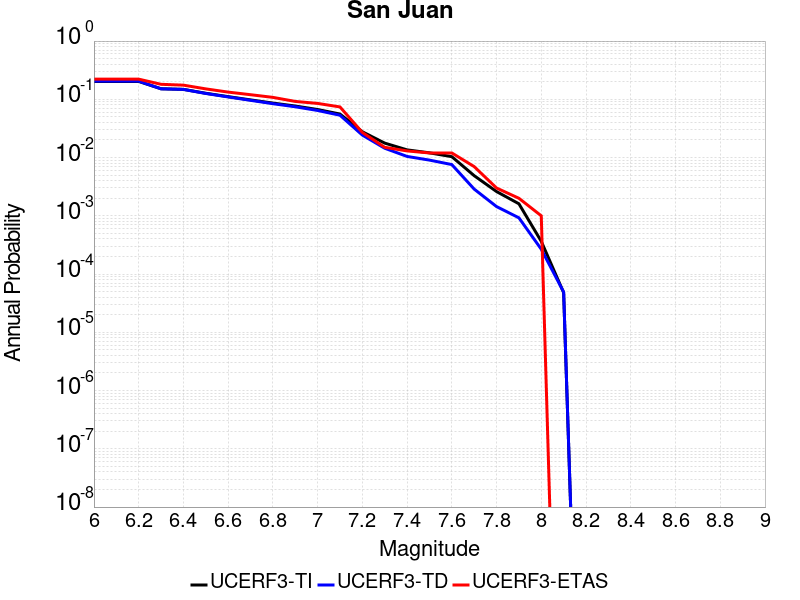 San Juan
10^0
10^-1
10^-2
10^-3
10^-4
10^-5
10^-6
10^-7
10^-8
Annual Probability
6 6.2 6.4 6.6 6.8 7 7.2 7.4 7.6 7.8 8 8.2 8.4 8.6 8.8 9
Magnitude
UCERF3-TI UCERF3-TD UCERF3-ETAS